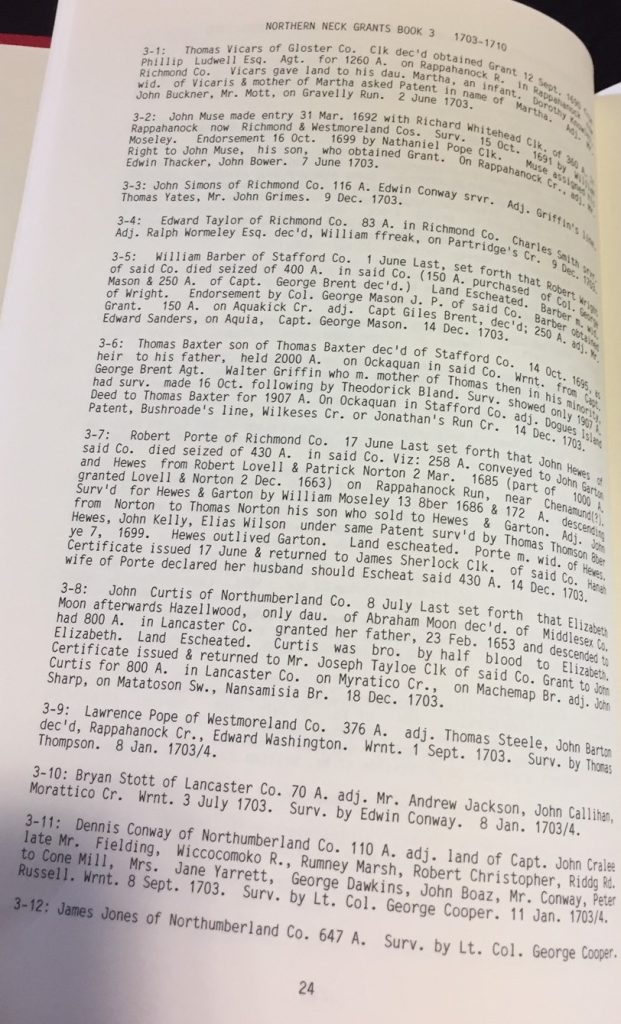 NORTHERN NECK GRANTS BOOK 3 1703-1710
3-1: Thomas Vicars of Gloster Co. Clk dec'd obtained Grant 12 Sept.
Phillip Ludwell Esq. Agt. for 1260 A. on Rappahanock R. in Rappahanock
Richmond Co. Vicars gave land to his dau. Martha, an infant. Dorothy
wid. of Vicaris & mother of Martha asked Patent in name of Martha. Adj.
John Buckner, Mr. Mott, on Gravelly Run. 2 June 1703.
3-2: John Muse made entry 31 Mar. 1692 with Richard Whitehead Clk. of 360 A. in
Rappahanock now Richmond & Westmoreland Cos. Surv. 15 Oct. 1691 by
Moseley. Endorsement 16 Oct. 1699 by Nathaniel Pope Clk. Muse assigned
Right to John Muse, his son, who obtained Grant. On Rappahanock Cr., adj. Mr.
Edwin Thacker, John Bower. 7 June 1703.
3-3: John Simons of Richmond Co. 116 A. Edwin Conway srvr. Adj. Griffin's line,
Thomas Yates, Mr. John Grimes. 9 Dec. 1703.
3-4: Edward Taylor of Richmond Co. 83 A. in Richmond Co. Charles Smith srvr.
Adj. Ralph Wormeley Esq. dec'd, William ffreak, on Partridge's Cr. 9 Dec. 1703.
3-5: William Barber of Stafford Co. 1 June Last, set forth that Robert Wright
of said Co. died seized of 400 A. in said Co. (150 A. purchased of Col. George
Mason & 250 A. of Capt. George Brent dec'd.) Land Escheated. Barber m. wid.
of Wright. Endorsement by Col. George Mason J. P. of said Co. Barber obtained
Grant. 150 A. on Aquakick Cr. adj. Capt Giles Brent, dec'd; 250 A. adj. Mr.
Edward Sanders, on Aquia, Capt. George Mason. 14 Dec. 1703.
3-6: Thomas Baxter son of Thomas Baxter dec'd of Stafford Co. 14 Oct. 1695, as
heir to his father, held 2000 A. on Ockaquan in said Co. Wrnt. from Capt.
George Brent Agt. Walter Griffin who m. mother of Thomas then in his minority,
had surv. made 16 Oct. following by Theodorick Bland. Surv. showed only 1907 A.
Deed to Thomas Baxter for 1907 A. On Ockaquan in Stafford Co. adj. Dogues Island
Patent, Bushroade's line, Wilkeses Cr. or Jonathan's Run Cr. 14 Dec. 1703.
3-7: Robert Porte of Richmond Co. 17 June Last set forth that John Hewes of
said Co. died seized of 430 A. in said Co. Viz: 258 A. conveyed to John Garton
and Hewes from Robert Lovell & Patrick Norton 2 Mar. 1685 (part of 1000 A.
granted Lovell & Norton 2 Dec. 1663) on Rappahanock Run, near Chenamund(?).
Surv'd for Hewes & Garton by William Moseley 13 8ber 1686 & 172 A. descending
from Norton to Thomas Norton his son who sold to Hewes & Garton. Adj. John
Hewes, John Kelly, Elias Wilson under same Patent surv'd by Thomas Thomson 8ber
ye 7, 1699. Hewes outlived Garton. Land escheated. Porte m. wid. of Hewes.
Certificate issued 17 June & returned to James Sherlock Clk. of said Co. Hanah
wife of Porte declared her husband should Escheat said 430 A. 14 Dec. 1703.
3-8: John Curtis of Northumberland Co. 8 July Last set forth that Elizabeth
Moon afterwards Hazellwood, only dau. of Abraham Moon dec'd. of Middlesex Co.
had 800 A. in Lancaster Co. granted her father, 23 Feb. 1653 and descended to
Elizabeth. Land Escheated. Curtis was bro. by half blood to Elizabeth.
Certificate issued & returned to Mr. Joseph Tayloe Clk of said Co. Grant to John
Curtis for 800 A. in Lancaster Co. on Myratico Cr., on Machemap Br. adj. John
Sharp, on Matatoson Sw., Nansamisia Br. 18 Dec. 1703.
3-9: Lawrence Pope of Westmoreland Co. 376 A. adj. Thomas Steele, John Barton
dec'd, Rappahanock Cr., Edward Washington. Wrnt. 1 Sept. 1703. Surv. by Thomas
Thompson. 8 Jan. 1703/4.
3-10: Bryan Stott of Lancaster Co. 70 A. adj. Mr. Andrew Jackson, John Callihan,
Morattico Cr. Wrnt. 3 July 1703. Surv. by Edwin Conway. 8 Jan. 1703/4.
3-11: Dennis Conway of Northumberland Co. 110 A. adj. land of Capt. John Cralee
late Mr. Fielding, Wiccocomoko R., Rumney Marsh, Robert Christopher, Riddg Rd.
to Cone Mill, Mrs. Jane Yarrett, George Dawkins, John Boaz, Mr. Conway, Peter
Russell. Wrnt. 8 Sept. 1703. Surv. by Lt. Col. George Cooper. 11 Jan. 1703/4.
3-12: James Jones of Northumberland Co. 647 A. Surv. by Lt. Col. George Cooper.
24